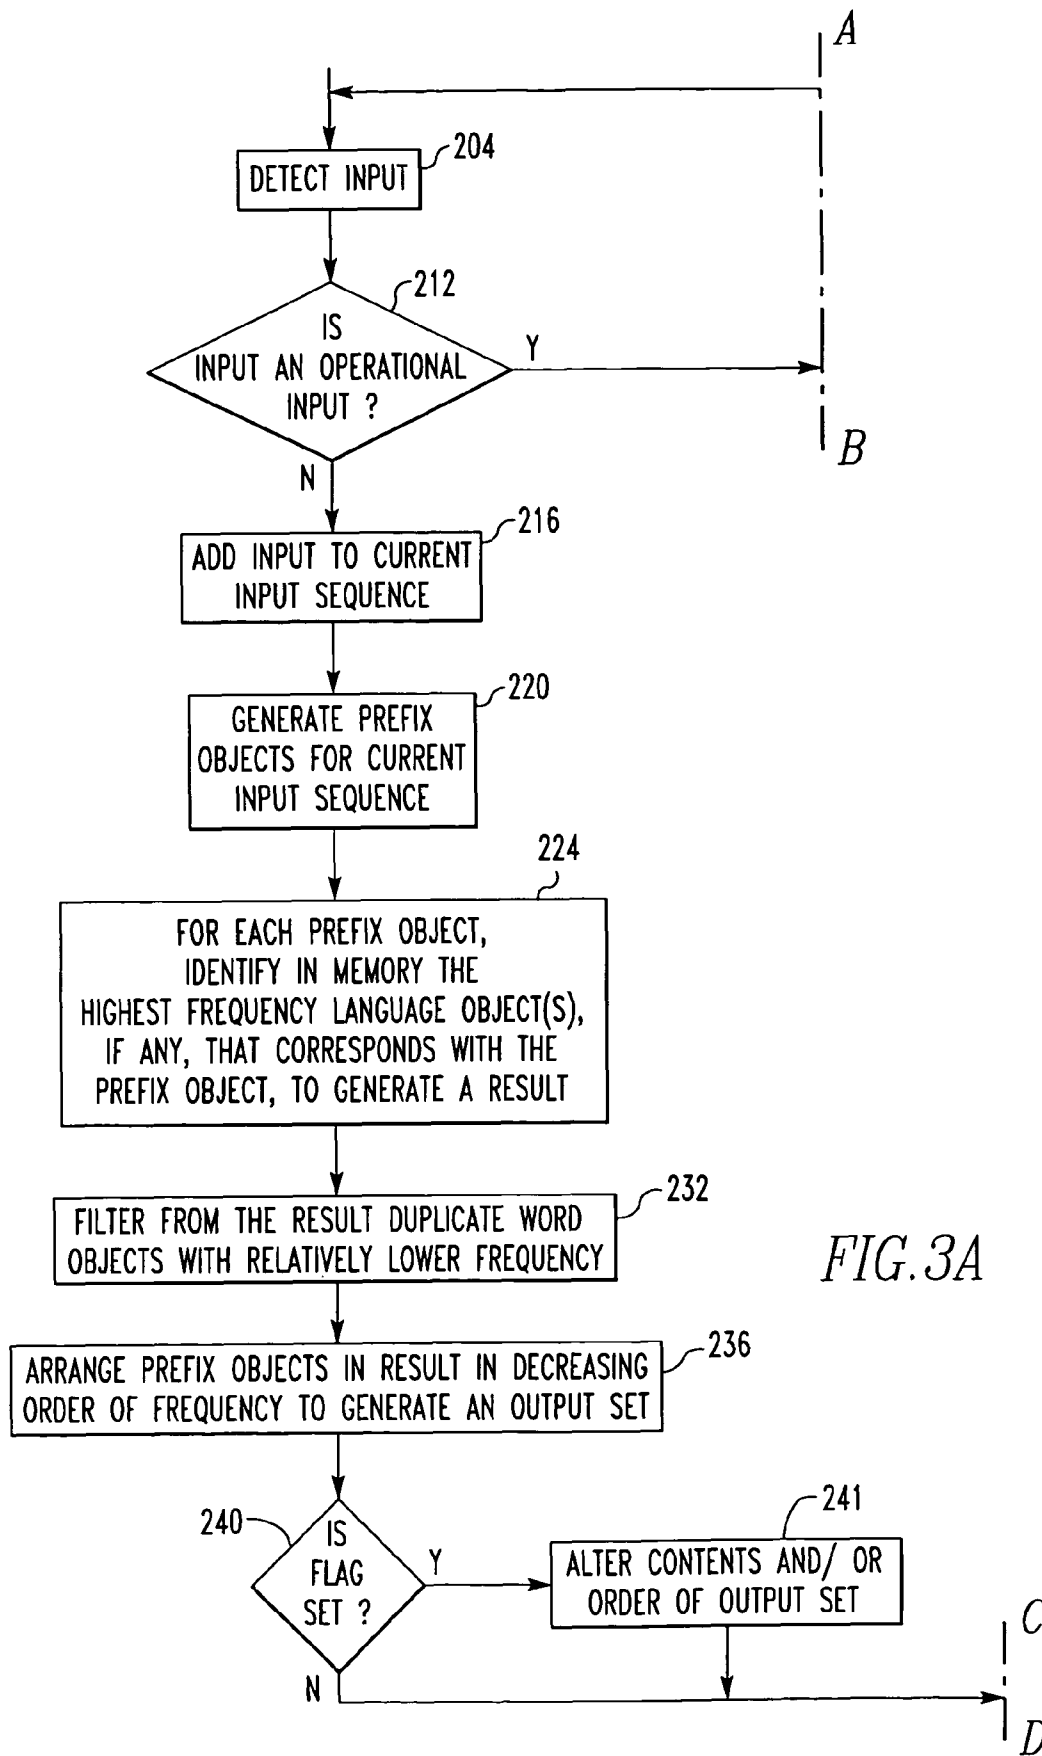 A
204
DETECT INPUT
212
IS
INPUT AN OPERATIONAL
INPUT ?
Y
B
N
216
ADD INPUT TO CURRENT
INPUT SEQUENCE
220
GENERATE PREFIX
OBJECTS FOR CURRENT
INPUT SEQUENCE
224
FOR EACH PREFIX OBJECT,
IDENTIFY IN MEMORY THE
HIGHEST FREQUENCY LANGUAGE OBJECT(S),
IF ANY, THAT CORRESPONDS WITH THE
PREFIX OBJECT, TO GENERATE A RESULT
232
FILTER FROM THE RESULT DUPLICATE WORD
OBJECTS WITH RELATIVELY LOWER FREQUENCY
FIG.3A
236
ARRANGE PREFIX OBJECTS IN RESULT IN DECREASING
ORDER OF FREQUENCY TO GENERATE AN OUTPUT SET
240
IS
FLAG
SET ?
Y
241
ALTER CONTENTS AND/ OR
ORDER OF OUTPUT SET
N
C
D